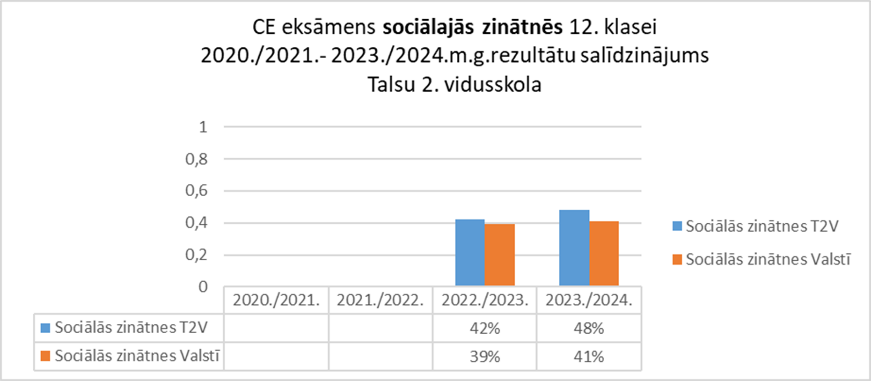 CE eksāmens sociālajās zinātnēs 12. klasei
2020./2021.- 2023./2024.m.g.rezultātu salīdzinājums
Talsu 2. vidusskola
1
0,8
0,6
0,4
0,2
0
Sociālās zinātnes T2V
Sociālās zinātnes Valstī
2020./2021. 2021./2022. 2022./2023. 2023./2024.
Sociālās zinātnes T2V 42% 48%
Sociālās zinātnes Valstī 39% 41%